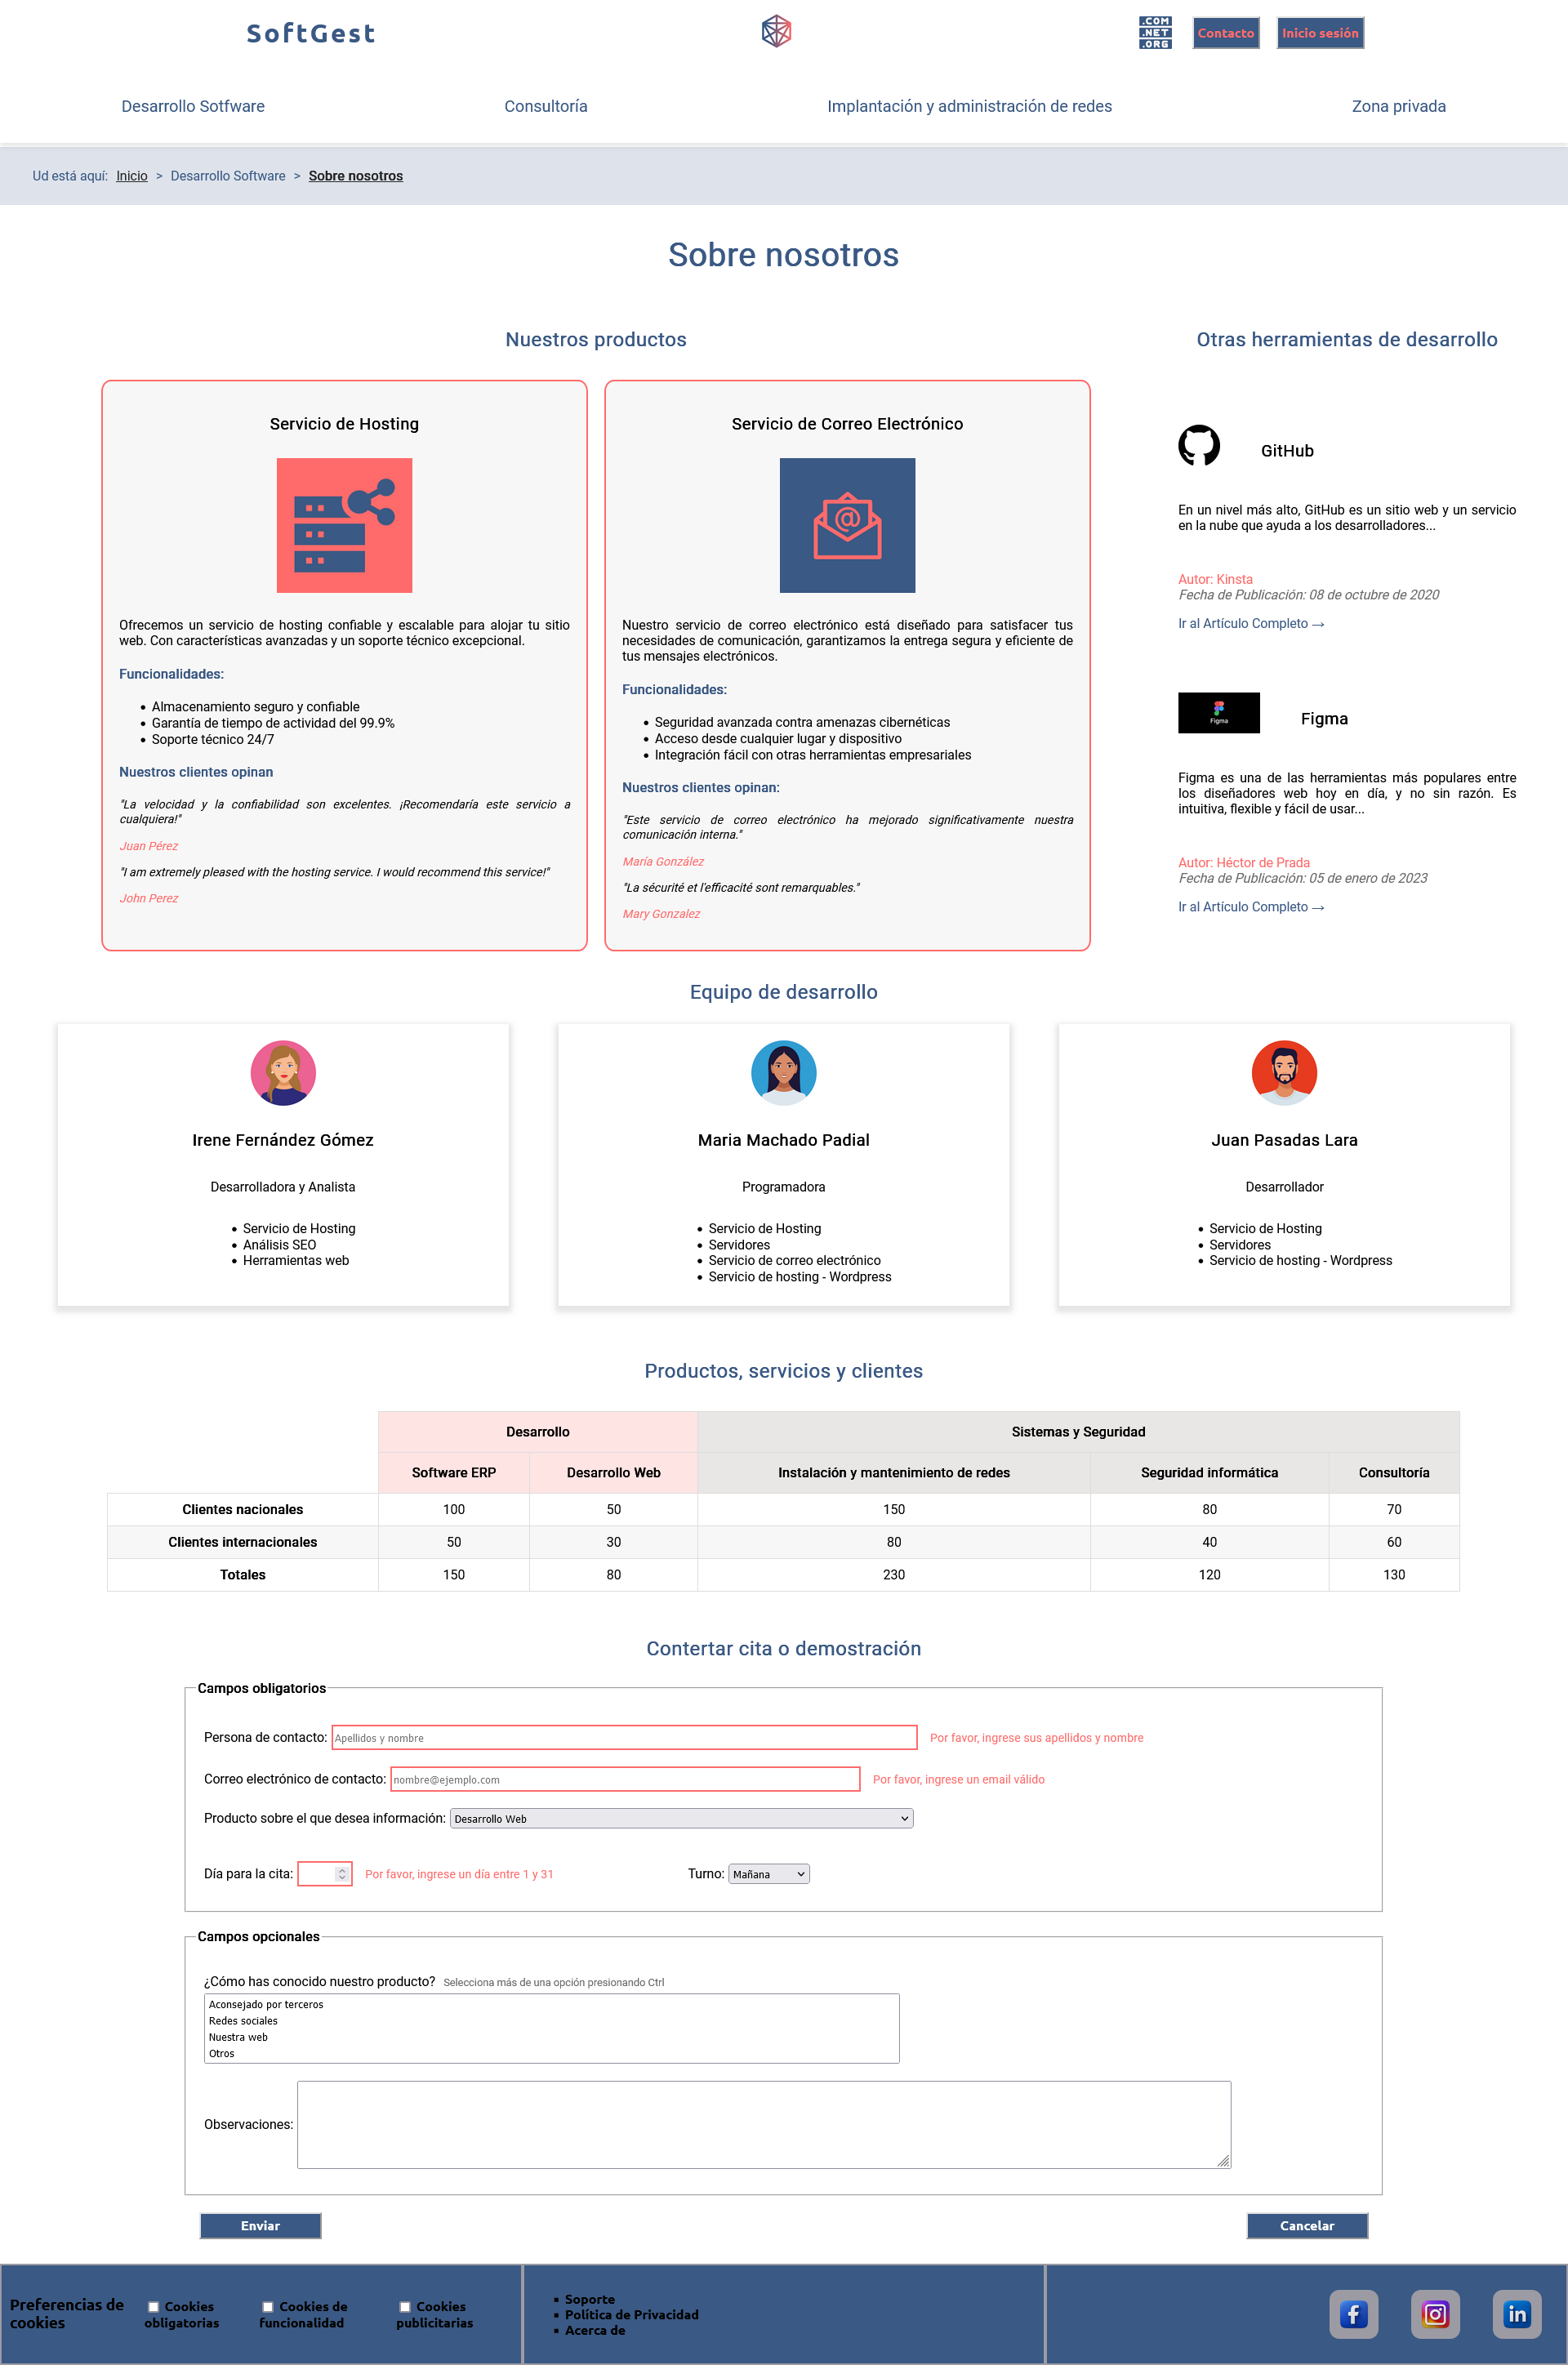 SoftGest
.COM
.NET
.ORG
Contacto
Inicio sesión
Desarrollo Sotfware
Consultoría
Implantación y administración de redes
Zona privada
Ud está aquí: Inicio > Desarrollo Software > Sobre nosotros
Sobre nosotros
Nuestros productos
Servicio de Hosting
Ofrecemos un servicio de hosting confiable y escalable para alojar tu sitio
web. Con características avanzadas y un soporte técnico excepcional.
Funcionalidades:
• Almacenamiento seguro y confiable
• Garantía de tiempo de actividad del 99.9%
• Soporte técnico 24/7
Nuestros clientes opinan
"La velocidad y la confiabilidad son excelentes. ¡Recomendaría este servicio a
cualquiera!"
Juan Pérez
"I am extremely pleased with the hosting service. I would recommend this service!"
John Perez
Servicio de Correo Electrónico
@
Nuestro servicio de correo electrónico está diseñado para satisfacer tus
necesidades de comunicación, garantizamos la entrega segura y eficiente de
tus mensajes electrónicos.
Funcionalidades:
• Seguridad avanzada contra amenazas cibernéticas
• Acceso desde cualquier lugar y dispositivo
• Integración fácil con otras herramientas empresariales
Nuestros clientes opinan:
"Este servicio de correo electrónico ha mejorado significativamente nuestra
comunicación interna."
María González
"La sécurité et l'efficacité sont remarquables."
Mary Gonzalez
Otras herramientas de desarrollo
GitHub
En un nivel más alto, GitHub es un sitio web y un servicio
en la nube que ayuda a los desarrolladores...
Autor: Kinsta
Fecha de Publicación: 08 de octubre de 2020
Ir al Artículo Completo →
Figma
Figma
Figma es una de las herramientas más populares entre
los diseñadores web hoy en día, y no sin razón. Es
intuitiva, flexible y fácil de usar...
Autor: Héctor de Prada
Fecha de Publicación: 05 de enero de 2023
Ir al Artículo Completo →
Equipo de desarrollo
Irene Fernández Gómez
Desarrolladora y Analista
• Servicio de Hosting
• Análisis SEO
• Herramientas web
Maria Machado Padial
Programadora
• Servicio de Hosting
• Servidores
• Servicio de correo electrónico
• Servicio de hosting - Wordpress
Juan Pasadas Lara
Desarrollador
• Servicio de Hosting
• Servidores
• Servicio de hosting - Wordpress
Productos, servicios y clientes
Desarrollo Sistemas y Seguridad
Software ERP Desarrollo Web Instalación y mantenimiento de redes Seguridad informática Consultoría
Clientes nacionales 100 50 150 80 70
Clientes internacionales 50 30 80 40 60
Totales 150 80 230 120 130
Contertar cita o demostración
Campos obligatorios
Persona de contacto: Apellidos y nombre Por favor, ingrese sus apellidos y nombre
Correo electrónico de contacto: nombre@ejemplo.com Por favor, ingrese un email válido
Producto sobre el que desea información: Desarrollo Web
Día para la cita: Por favor, ingrese un día entre 1 y 31 Turno: Mañana
Campos opcionales
¿Cómo has conocido nuestro producto? Selecciona más de una opción presionando Ctrl
Aconsejado por terceros
Redes sociales
Nuestra web
Otros
Observaciones:
Enviar
Cancelar
Preferencias de
cookies
Cookies
obligatorias
Cookies de
funcionalidad
Cookies
publicitarias
▪ Soporte
▪ Política de Privacidad
▪ Acerca de
f
in